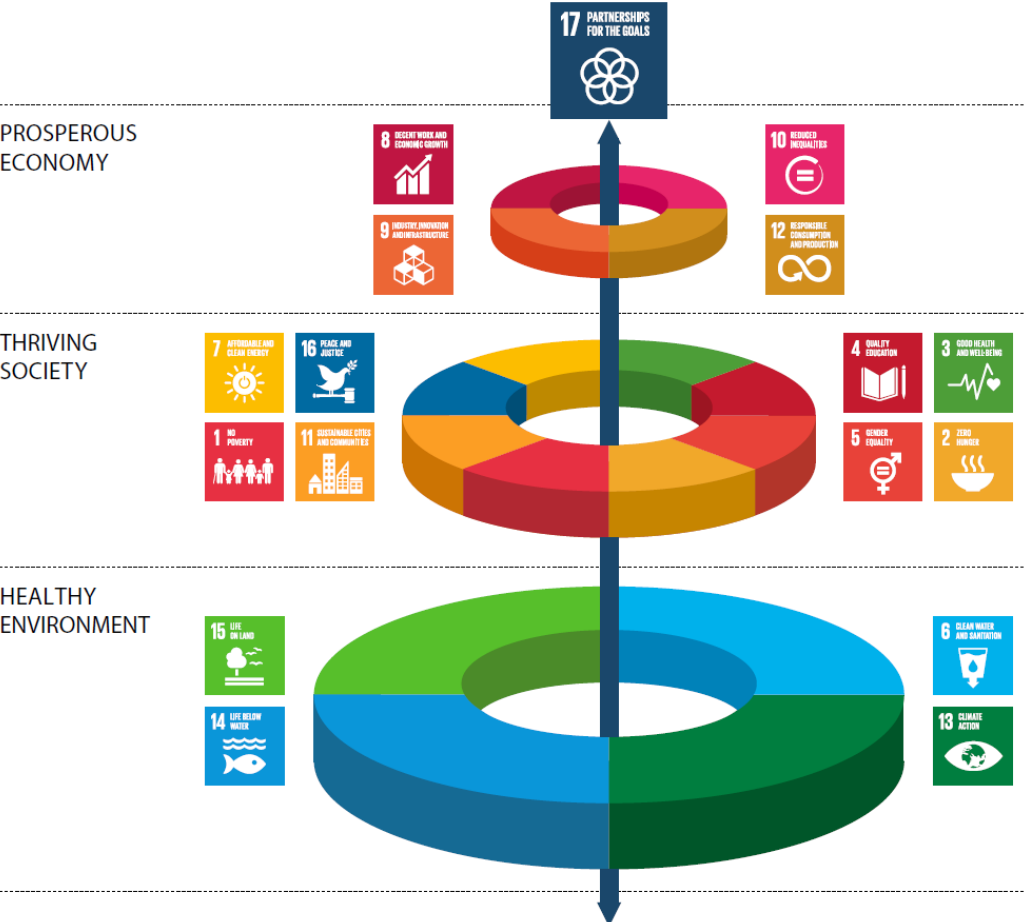 17 PARTNERSHIPS
FOR THE GOALS
PROSPEROUS
ECONOMY
8 DECENT WORK AND
ECONOMIC GROWTH
10 REDUCED
INEQUALITIES
9 INDUSTRY, INNOVATION
AND INFRASTRUCTURE
12 RESPONSIBLE
CONSUMPTION
AND PRODUCTION
THRIVING
SOCIETY
7 AFFORDABLE AND
CLEAN ENERGY
16 PEACE AND
JUSTICE
4 QUALITY
EDUCATION
3 GOOD HEALTH
AND WELL-BEING
1 NO
POVERTY
11 SUSTAINABLE CITIES
AND COMMUNITIES
5 GENDER
EQUALITY
2 ZERO
HUNGER
HEALTHY
ENVIRONMENT
15 LIFE
ON LAND
6 CLEAN WATER
AND SANITATION
14 LIFE BELOW
WATER
13 CLIMATE
ACTION